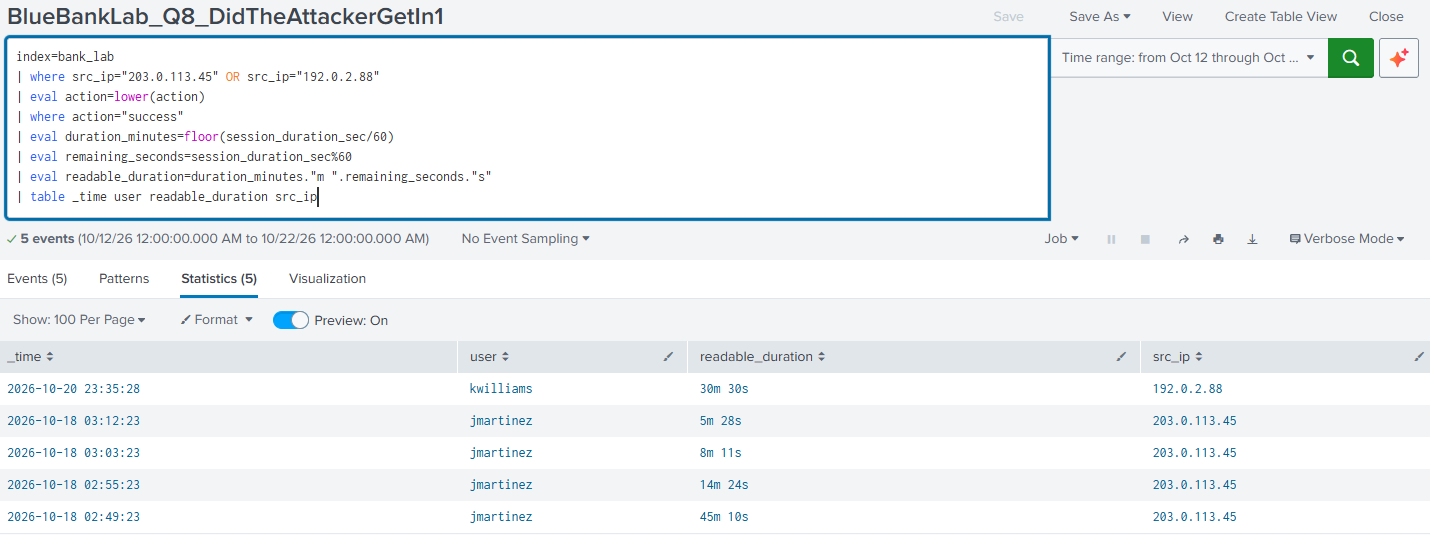 BlueBankLab_Q8_DidTheAttackerGetIn1
Save Save As View Create Table View Close
index=bank_lab
| where src_ip="203.0.113.45" OR src_ip="192.0.2.88"
| eval action=lower(action)
| where action="success"
| eval duration_minutes=floor(session_duration_sec/60)
| eval remaining_seconds=session_duration_sec%60
| eval readable_duration=duration_minutes."m ".remaining_seconds."s"
| table _time user readable_duration src_ip
Time range: from Oct 12 through Oct ...
5 events (10/12/26 12:00:00.000 AM to 10/22/26 12:00:00.000 AM) No Event Sampling Job Verbose Mode
Events (5) Patterns Statistics (5) Visualization
Show: 100 Per Page Format Preview: On
_time user readable_duration src_ip
2026-10-20 23:35:28 kwilliams 30m 30s 192.0.2.88
2026-10-18 03:12:23 jmartinez 5m 28s 203.0.113.45
2026-10-18 03:03:23 jmartinez 8m 11s 203.0.113.45
2026-10-18 02:55:23 jmartinez 14m 24s 203.0.113.45
2026-10-18 02:49:23 jmartinez 45m 10s 203.0.113.45